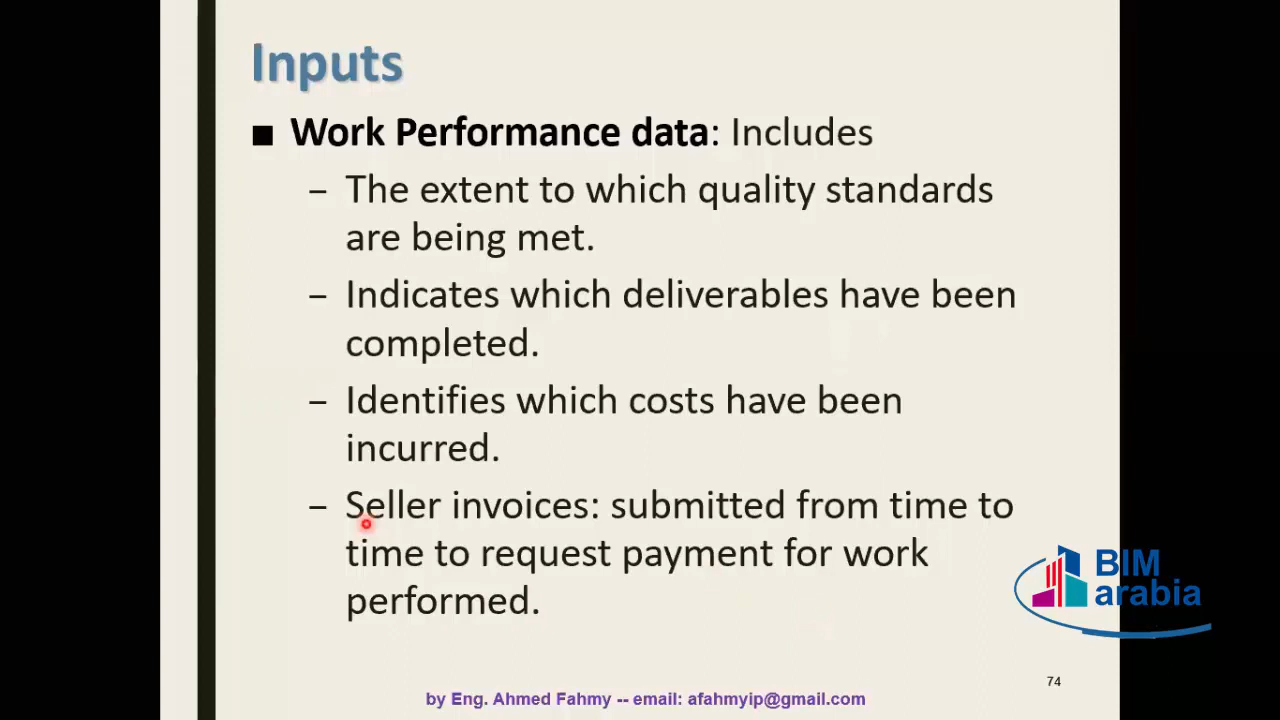 Inputs
■ Work Performance data: Includes
– The extent to which quality standards
are being met.
– Indicates which deliverables have been
completed.
– Identifies which costs have been
incurred.
– Seller invoices: submitted from time to
time to request payment for work
performed.
BIM
arabia
74
by Eng. Ahmed Fahmy -- email: afahmyip@gmail.com